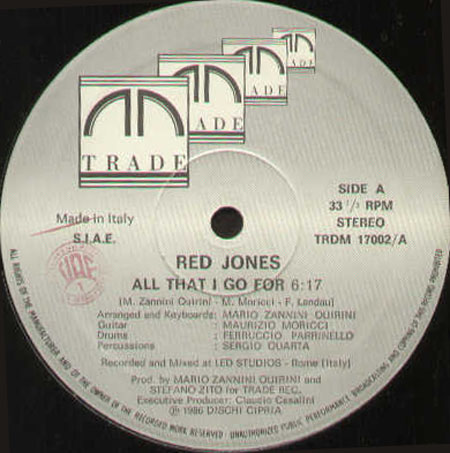 TRADE
ADE
ADE
AD
Made in Italy
S.I.A.E.
SIDE A
33 1/3 RPM
STEREO
TRDM 17002/A
RED JONES
ALL THAT I GO FOR 6:17
(M. Zannini Quirini - M. Moricci - F. Landau)
Arranged and Keyboards : MARIO ZANNINI QUIRINI
Guitar : MAURIZIO MORICCI
Drums : FERRUCCIO PARRINELLO
Percussions : SERGIO QUARTA
Recorded and Mixed at LED STUDIOS - Rome (Italy)
Prod. by MARIO ZANNINI QUIRINI and
STEFANO ZITO for TRADE REC.
Executive Producer: Claudio Casalini
℗ 1986 DISCHI CIPRIA
ALL RIGHTS OF THE MANUFACTURER AND OF THE OWNER OF THE RECORDED WORK RESERVED - UNAUTHORIZED PUBLIC PERFORMANCE BROADCASTING AND COPYING OF THIS RECORD PROHIBITED